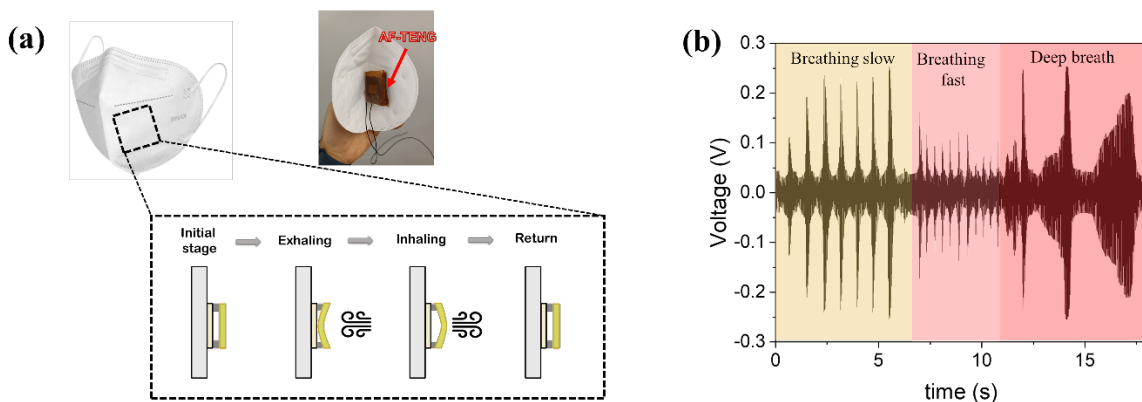 (a)
AF-TENG
Initial
stage
Exhaling
Inhaling
Return
(b)
Breathing slow
Breathing
fast
Deep breath
0.3
0.2
0.1
0.0
-0.1
-0.2
-0.3
Voltage (V)
0
5
10
15
time (s)